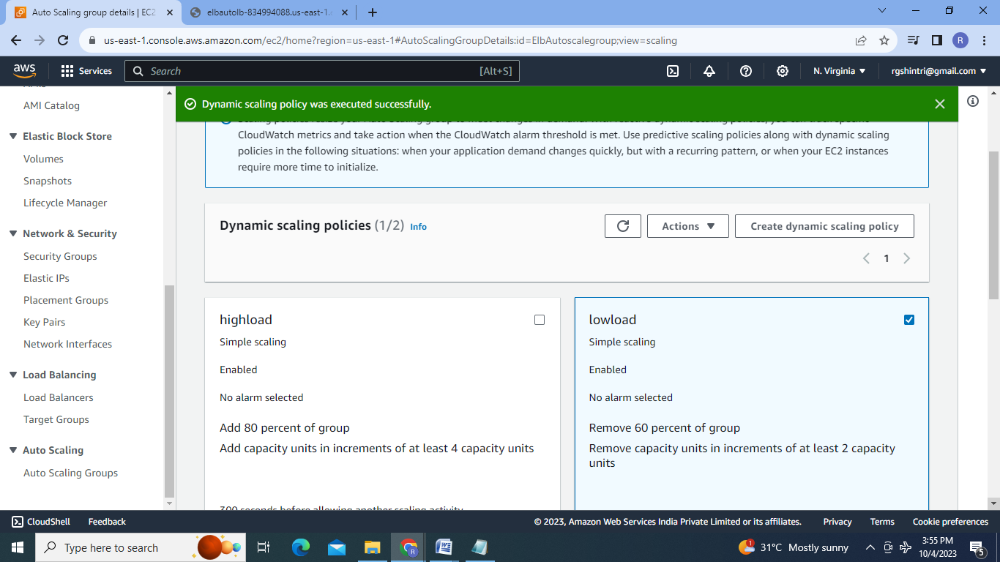 Auto Scaling group details | EC2
elbautolb-834994088.us-east-1.
us-east-1.console.aws.amazon.com/ec2/home?region=us-east-1#AutoScalingGroupDetails:id=ElbAutoscalegroup;view=scaling
R
aws
Services
Search
[Alt+S]
N. Virginia
rgshintri@gmail.com
AMI Catalog
Elastic Block Store
Volumes
Snapshots
Lifecycle Manager
Network & Security
Security Groups
Elastic IPs
Placement Groups
Key Pairs
Network Interfaces
Load Balancing
Load Balancers
Target Groups
Auto Scaling
Auto Scaling Groups
Dynamic scaling policy was executed successfully.
CloudWatch metrics and take action when the CloudWatch alarm threshold is met. Use predictive scaling policies along with dynamic scaling
policies in the following situations: when your application demand changes quickly, but with a recurring pattern, or when your EC2 instances
require more time to initialize.
Dynamic scaling policies (1/2) Info
Actions
Create dynamic scaling policy
1
highload
Simple scaling
Enabled
No alarm selected
Add 80 percent of group
Add capacity units in increments of at least 4 capacity units
300 seconds before allowing another scaling activity
lowload
Simple scaling
Enabled
No alarm selected
Remove 60 percent of group
Remove capacity units in increments of at least 2 capacity
units
CloudShell
Feedback
© 2023, Amazon Web Services India Private Limited or its affiliates.
Privacy
Terms
Cookie preferences
Type here to search
1
31°C Mostly sunny
3:55 PM
10/4/2023
5